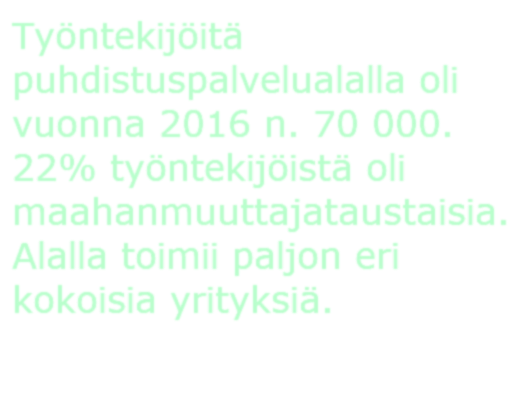 Työntekijöitä
puhdistuspalvelualalla oli
vuonna 2016 n. 70 000.
22% työntekijöistä oli
maahanmuuttajataustaisia.
Alalla toimii paljon eri
kokoisia yrityksiä.